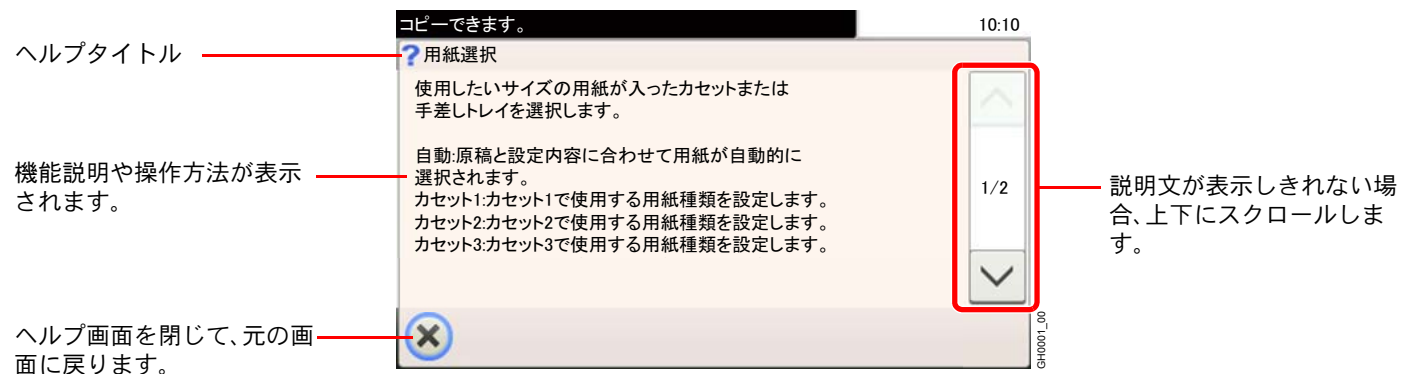 コピーできます。
10:10
ヘルプタイトル
?用紙選択
使用したいサイズの用紙が入ったカセットまたは
手差しトレイを選択します。
機能説明や操作方法が表示
されます。
自動:原稿と設定内容に合わせて用紙が自動的に
選択されます。
カセット1:カセット1で使用する用紙種類を設定します。
カセット2:カセット2で使用する用紙種類を設定します。
カセット3:カセット3で使用する用紙種類を設定します。
1/2
説明文が表示しきれない場
合、上下にスクロールしま
す。
ヘルプ画面を閉じて、元の画
面に戻ります。
GH0001_00